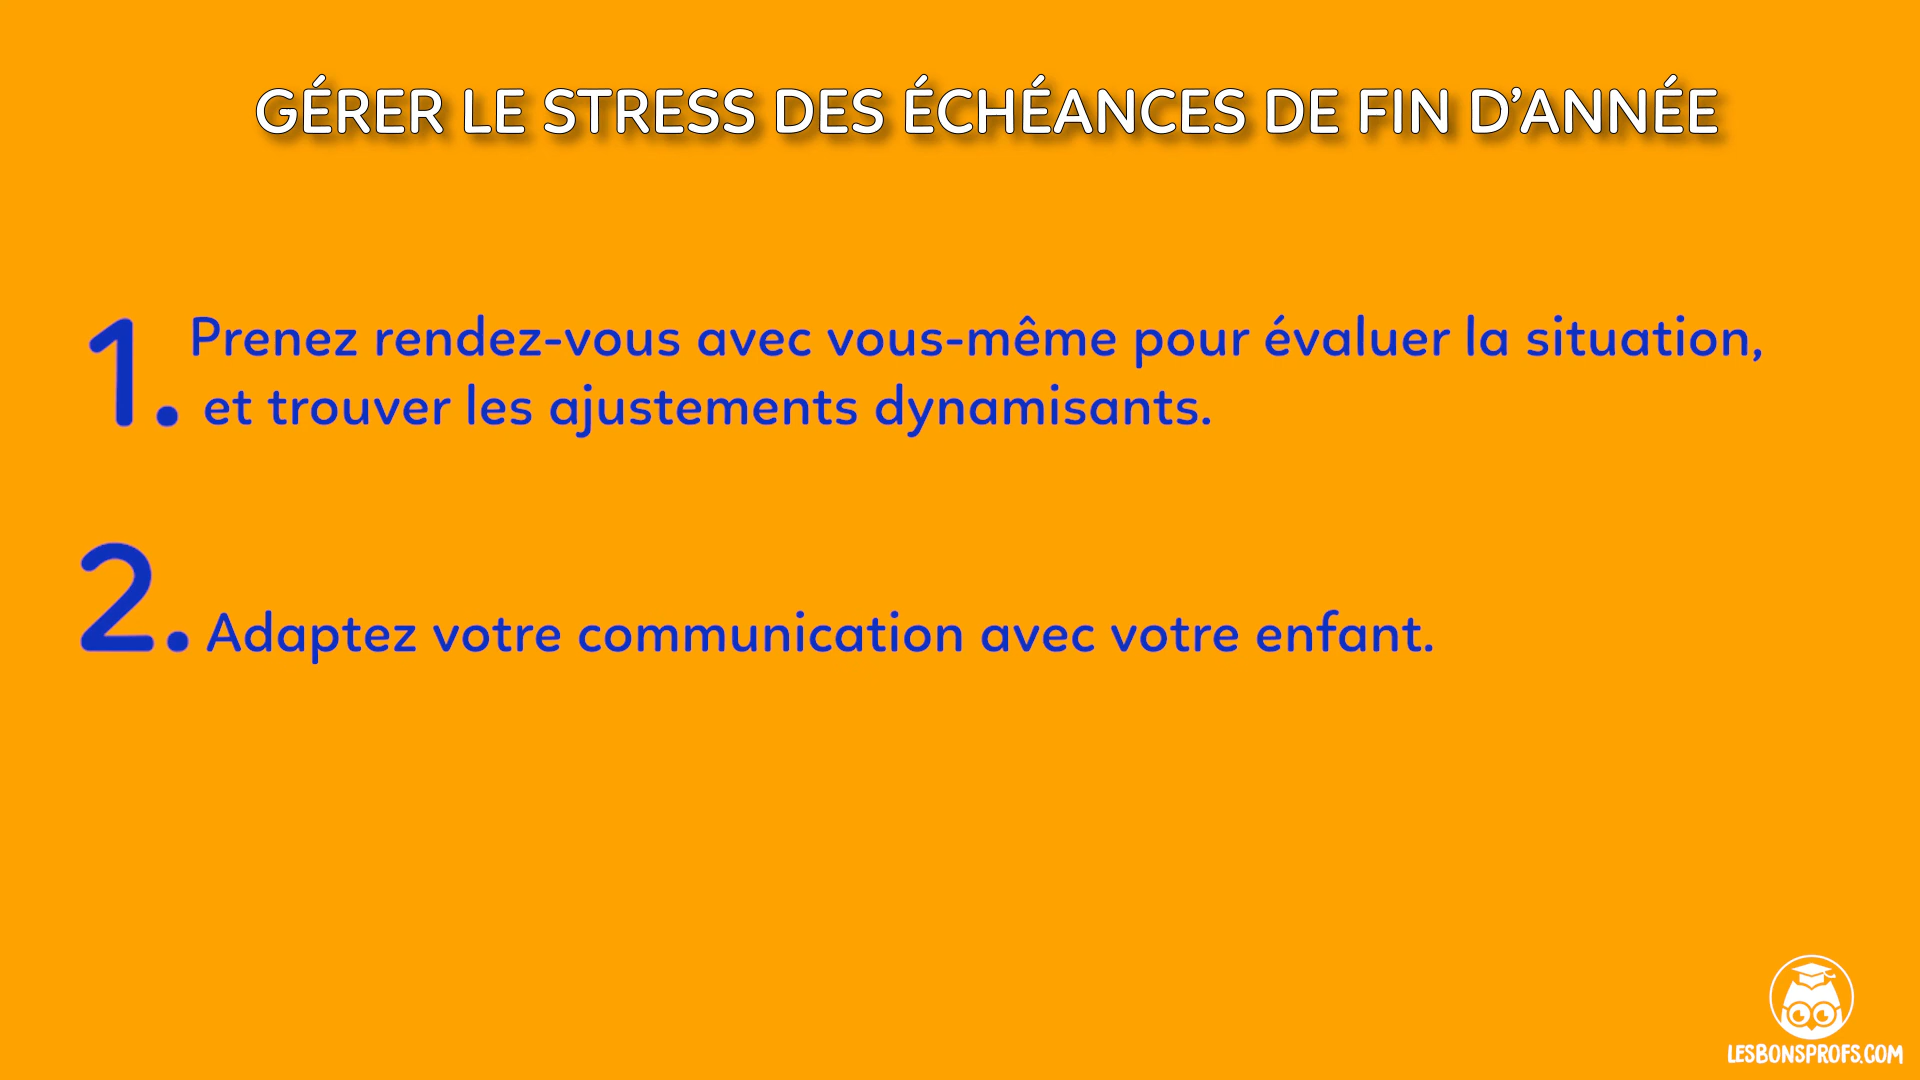 GÉRER LE STRESS DES ÉCHÉANCES DE FIN D’ANNÉE
1. Prenez rendez-vous avec vous-même pour évaluer la situation,
et trouver les ajustements dynamisants.
2. Adaptez votre communication avec votre enfant.
LESBONSPROFS.COM